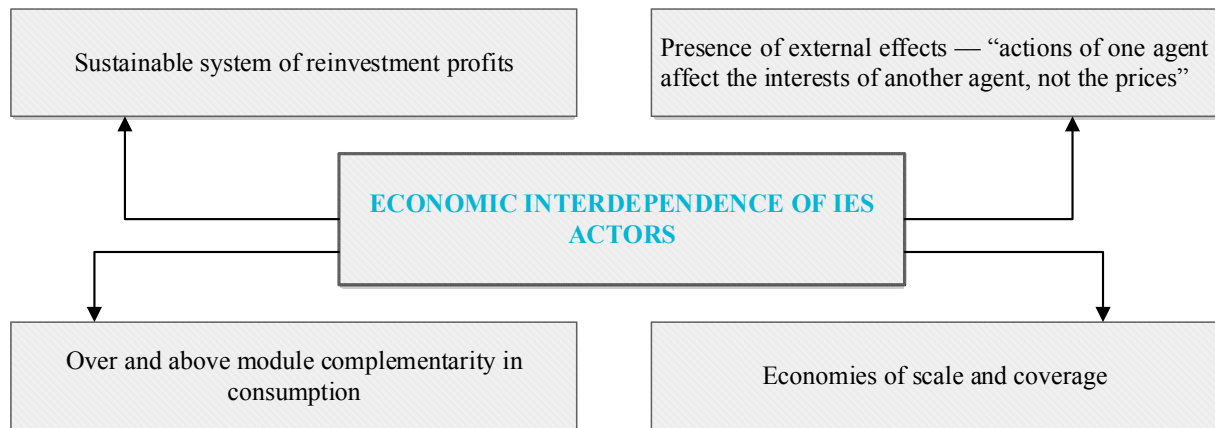 Sustainable system of reinvestment profits
Presence of external effects — “actions of one agent
affect the interests of another agent, not the prices”
ECONOMIC INTERDEPENDENCE OF IES
ACTORS
Over and above module complementarity in
consumption
Economies of scale and coverage